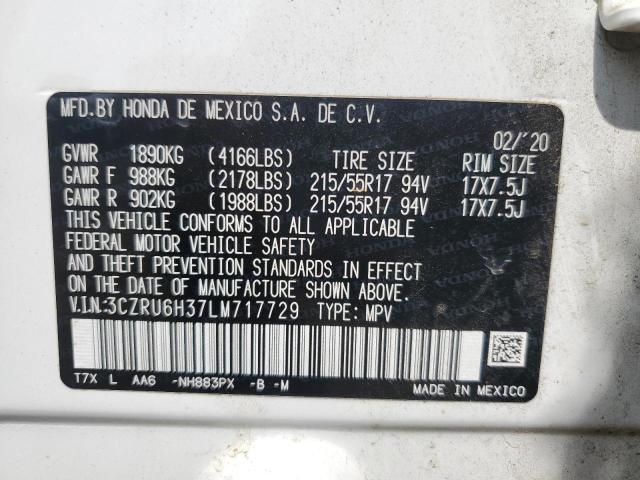 MFD. BY HONDA DE MEXICO S.A. DE C.V.
02/'20
GVWR 1890KG (4166LBS) TIRE SIZE RIM SIZE
GAWR F 988KG (2178LBS) 215/55R17 94V 17X7.5J
GAWR R 902KG (1988LBS) 215/55R17 94V 17X7.5J
THIS VEHICLE CONFORMS TO ALL APPLICABLE
FEDERAL MOTOR VEHICLE SAFETY
AND THEFT PREVENTION STANDARDS IN EFFECT
ON THE DATE OF MANUFACTURE SHOWN ABOVE.
V.I.N:3CZRU6H37LM717729 TYPE: MPV
T7X L AA6 -NH883PX -B -M
MADE IN MEXICO